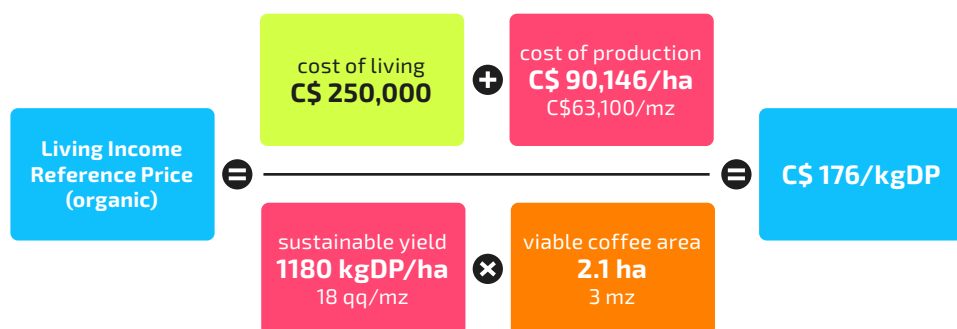 Living Income
Reference Price
(organic)
=
cost of living
C$ 250,000
+
cost of production
C$ 90,146/ha
C$63,100/mz
sustainable yield
1180 kgDP/ha
18 qq/mz
×
viable coffee area
2.1 ha
3 mz
=
C$ 176/kgDP